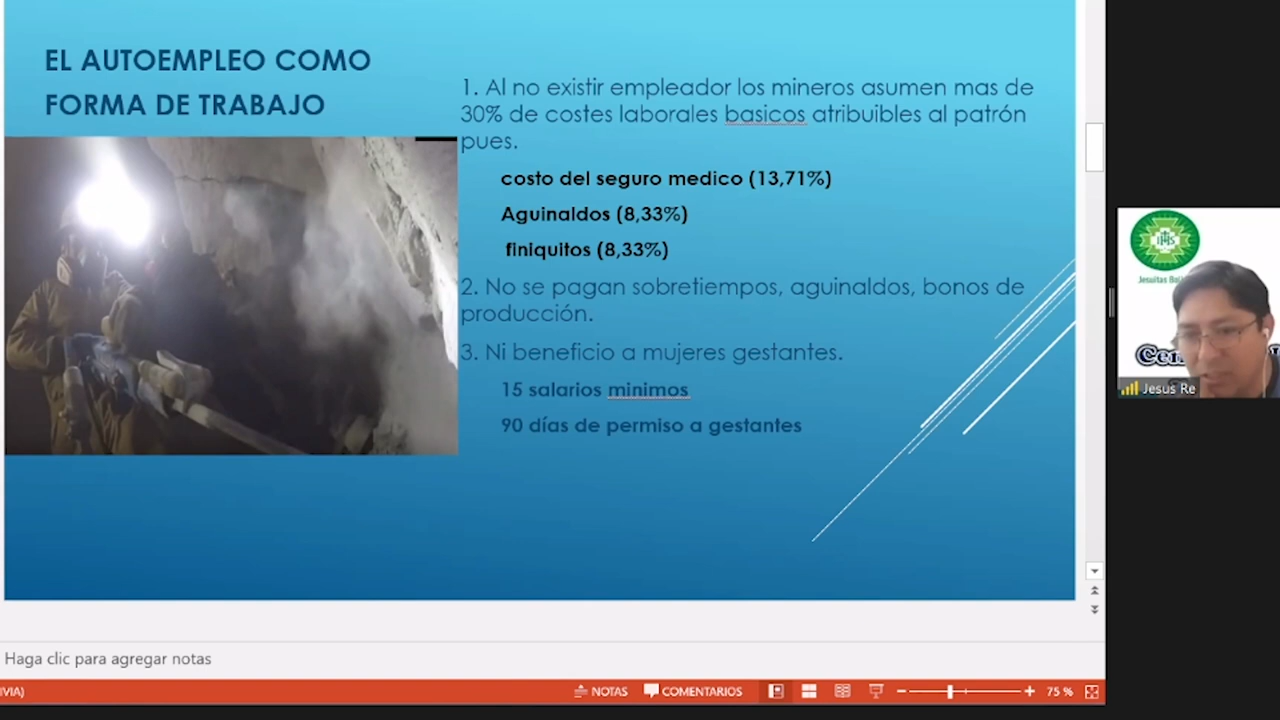 EL AUTOEMPLEO COMO
FORMA DE TRABAJO
1. Al no existir empleador los mineros asumen mas de
30% de costes laborales basicos atribuibles al patrón
pues.
costo del seguro medico (13,71%)
Aguinaldos (8,33%)
finiquitos (8,33%)
2. No se pagan sobretiempos, aguinaldos, bonos de
producción.
3. Ni beneficio a mujeres gestantes.
15 salarios minimos
90 días de permiso a gestantes
Jesuitas
Jesus Re
Haga clic para agregar notas
IVIA)
NOTAS
COMENTARIOS
75 %